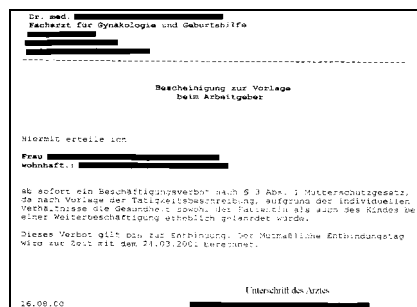 Dr. med.
Facharzt für Gynäkologie und Geburtshilfe
Bescheinigung zur Vorlage
beim Arbeitgeber
Hiermit erteile ich
Frau
wohnhaft.:
ab sofort ein Beschäftigungsverbot nach § 3 Abs. 1 Mutterschutzgesetz,
da nach Vorlage der Tätigkeitsbeschreibung, aufgrund der individuellen
Verhältnisse die Gesundheit sowohl der Patientin als auch des Kindes bei
einer Weiterbeschäftigung erheblich gefährdet würde.
Dieses Verbot gilt bis zur Entbindung. Der Mutmaßliche Entbindungstag
wird zur Zeit mit dem 24.03.2001 berechnet.
Unterschrift des Arztes
16.08.00